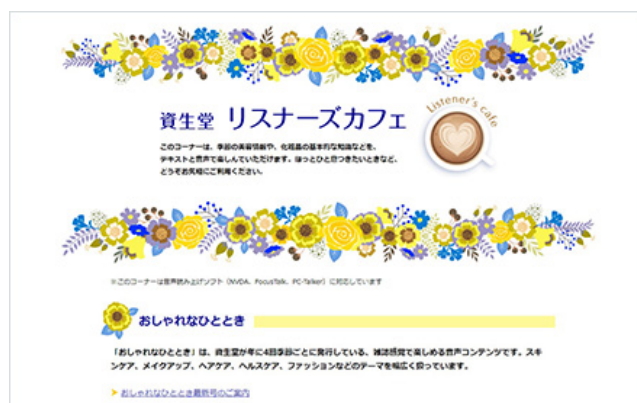 Listener's cafe
資生堂 リスナーズカフェ
このコーナーは、季節の美容情報や、化粧品の基本的な知識などを、
テキストと音声で楽しんでいただけます。ほっとひと息つきたいときなど、
どうぞお気軽にご利用ください。
※このコーナーは音声読み上げソフト（NVDA、FocusTalk、PC-Talker）に対応しています
おしゃれなひととき
「おしゃれなひととき」は、資生堂が年に4回季節ごとに発行している、雑誌感覚で楽しめる音声コンテンツです。スキ
ンケア、メイクアップ、ヘアケア、ヘルスケア、ファッションなどのテーマを幅広く扱っています。
おしゃれなひととき最新号のご案内